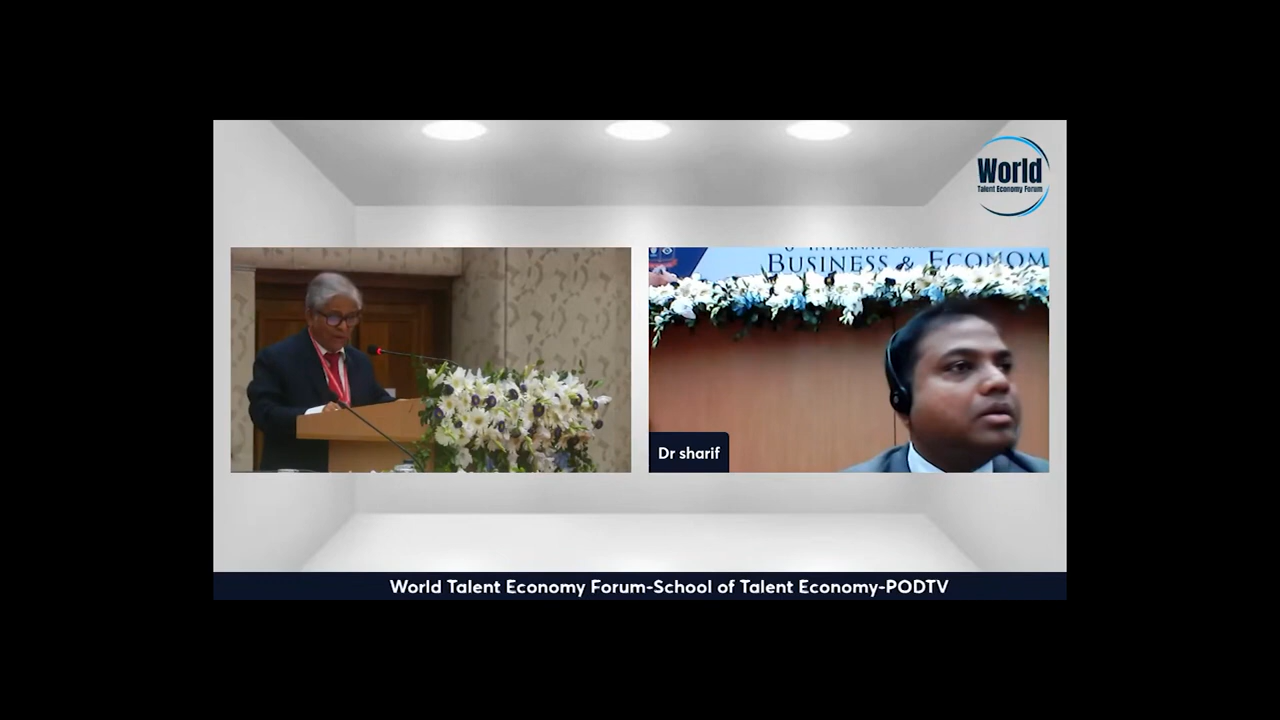 World
Talent Economy Forum
BUSINESS & ECONOM
Dr sharif
World Talent Economy Forum-School of Talent Economy-PODTV